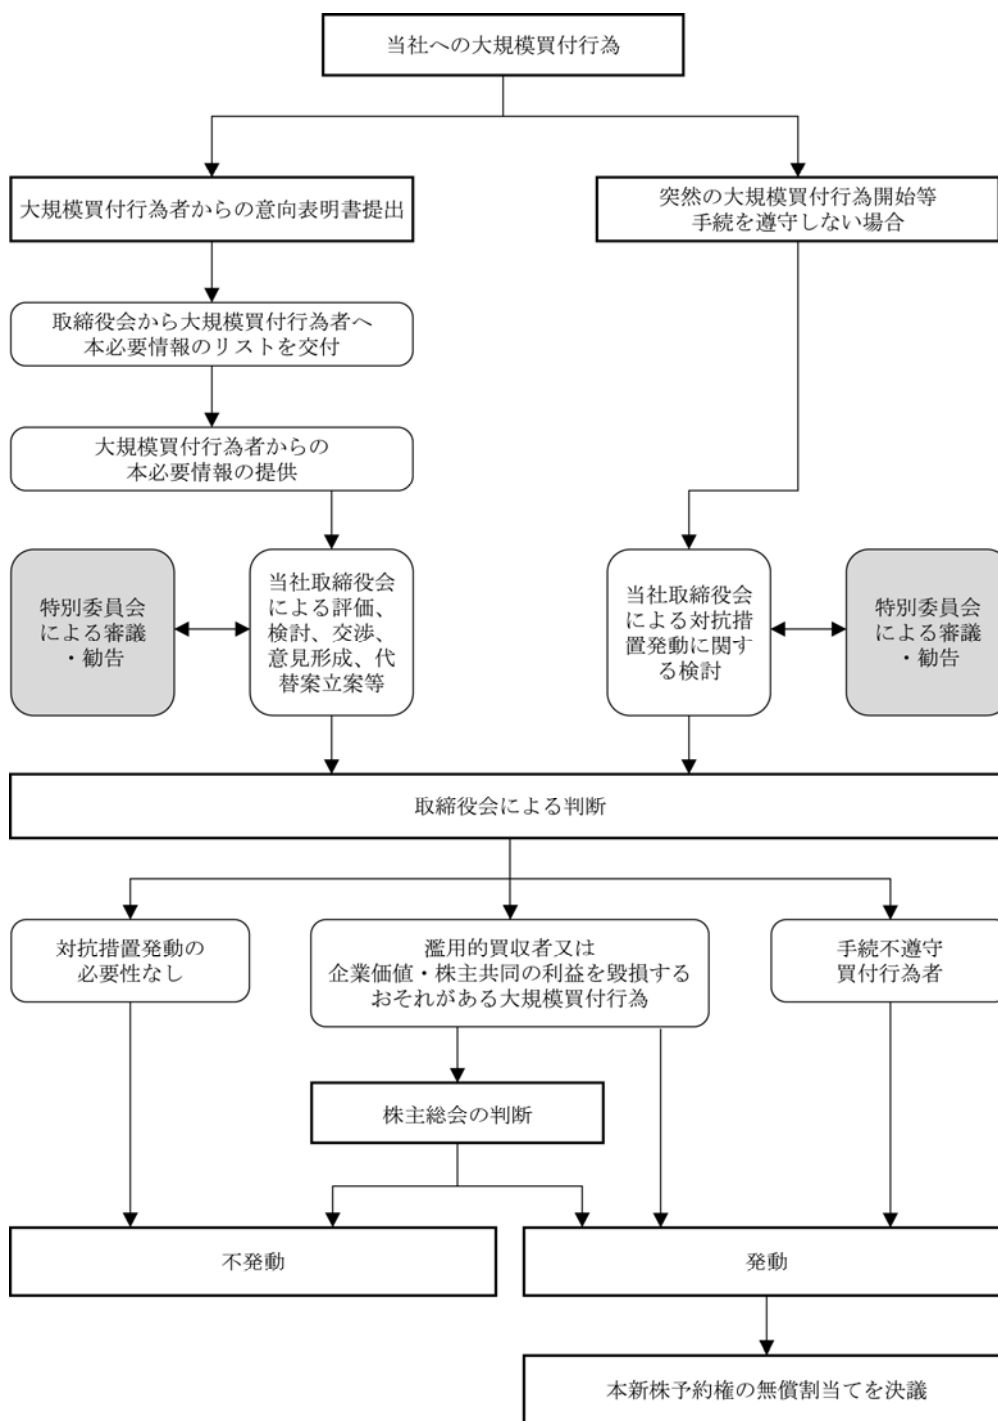 当社への大規模買付行為
大規模買付行為者からの意向表明書提出
突然の大規模買付行為開始等
手続を遵守しない場合
取締役会から大規模買付行為者へ
本必要情報のリストを交付
大規模買付行為者からの
本必要情報の提供
特別委員会
による審議
・勧告
当社取締役会
による評価、
検討、交渉、
意見形成、代
替案立案等
当社取締役会
による対抗措
置発動に関す
る検討
特別委員会
による審議
・勧告
取締役会による判断
対抗措置発動の
必要性なし
濫用的買収者又は
企業価値・株主共同の利益を毀損する
おそれがある大規模買付行為
手続不遵守
買付行為者
株主総会の判断
不発動
発動
本新株予約権の無償割当てを決議